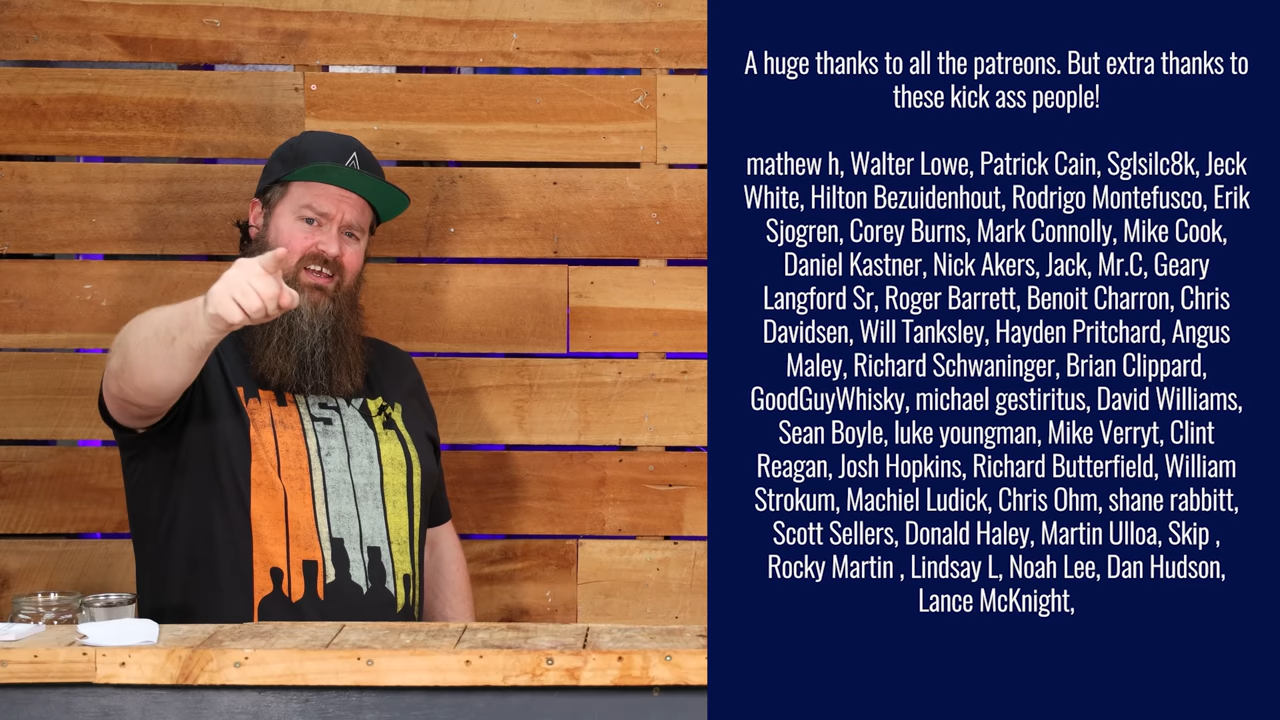 WHISKEY
A huge thanks to all the patreons. But extra thanks to
these kick ass people!
mathew h, Walter Lowe, Patrick Cain, Sglsilc8k, Jeck
White, Hilton Bezuidenhout, Rodrigo Montefusco, Erik
Sjogren, Corey Burns, Mark Connolly, Mike Cook,
Daniel Kastner, Nick Akers, Jack, Mr.C, Geary
Langford Sr, Roger Barrett, Benoit Charron, Chris
Davidsen, Will Tanksley, Hayden Pritchard, Angus
Maley, Richard Schwaninger, Brian Clippard,
GoodGuyWhisky, michael gestiritus, David Williams,
Sean Boyle, luke youngman, Mike Verryt, Clint
Reagan, Josh Hopkins, Richard Butterfield, William
Strokum, Machiel Ludick, Chris Ohm, shane rabbitt,
Scott Sellers, Donald Haley, Martin Ulloa, Skip ,
Rocky Martin , Lindsay L, Noah Lee, Dan Hudson,
Lance McKnight,